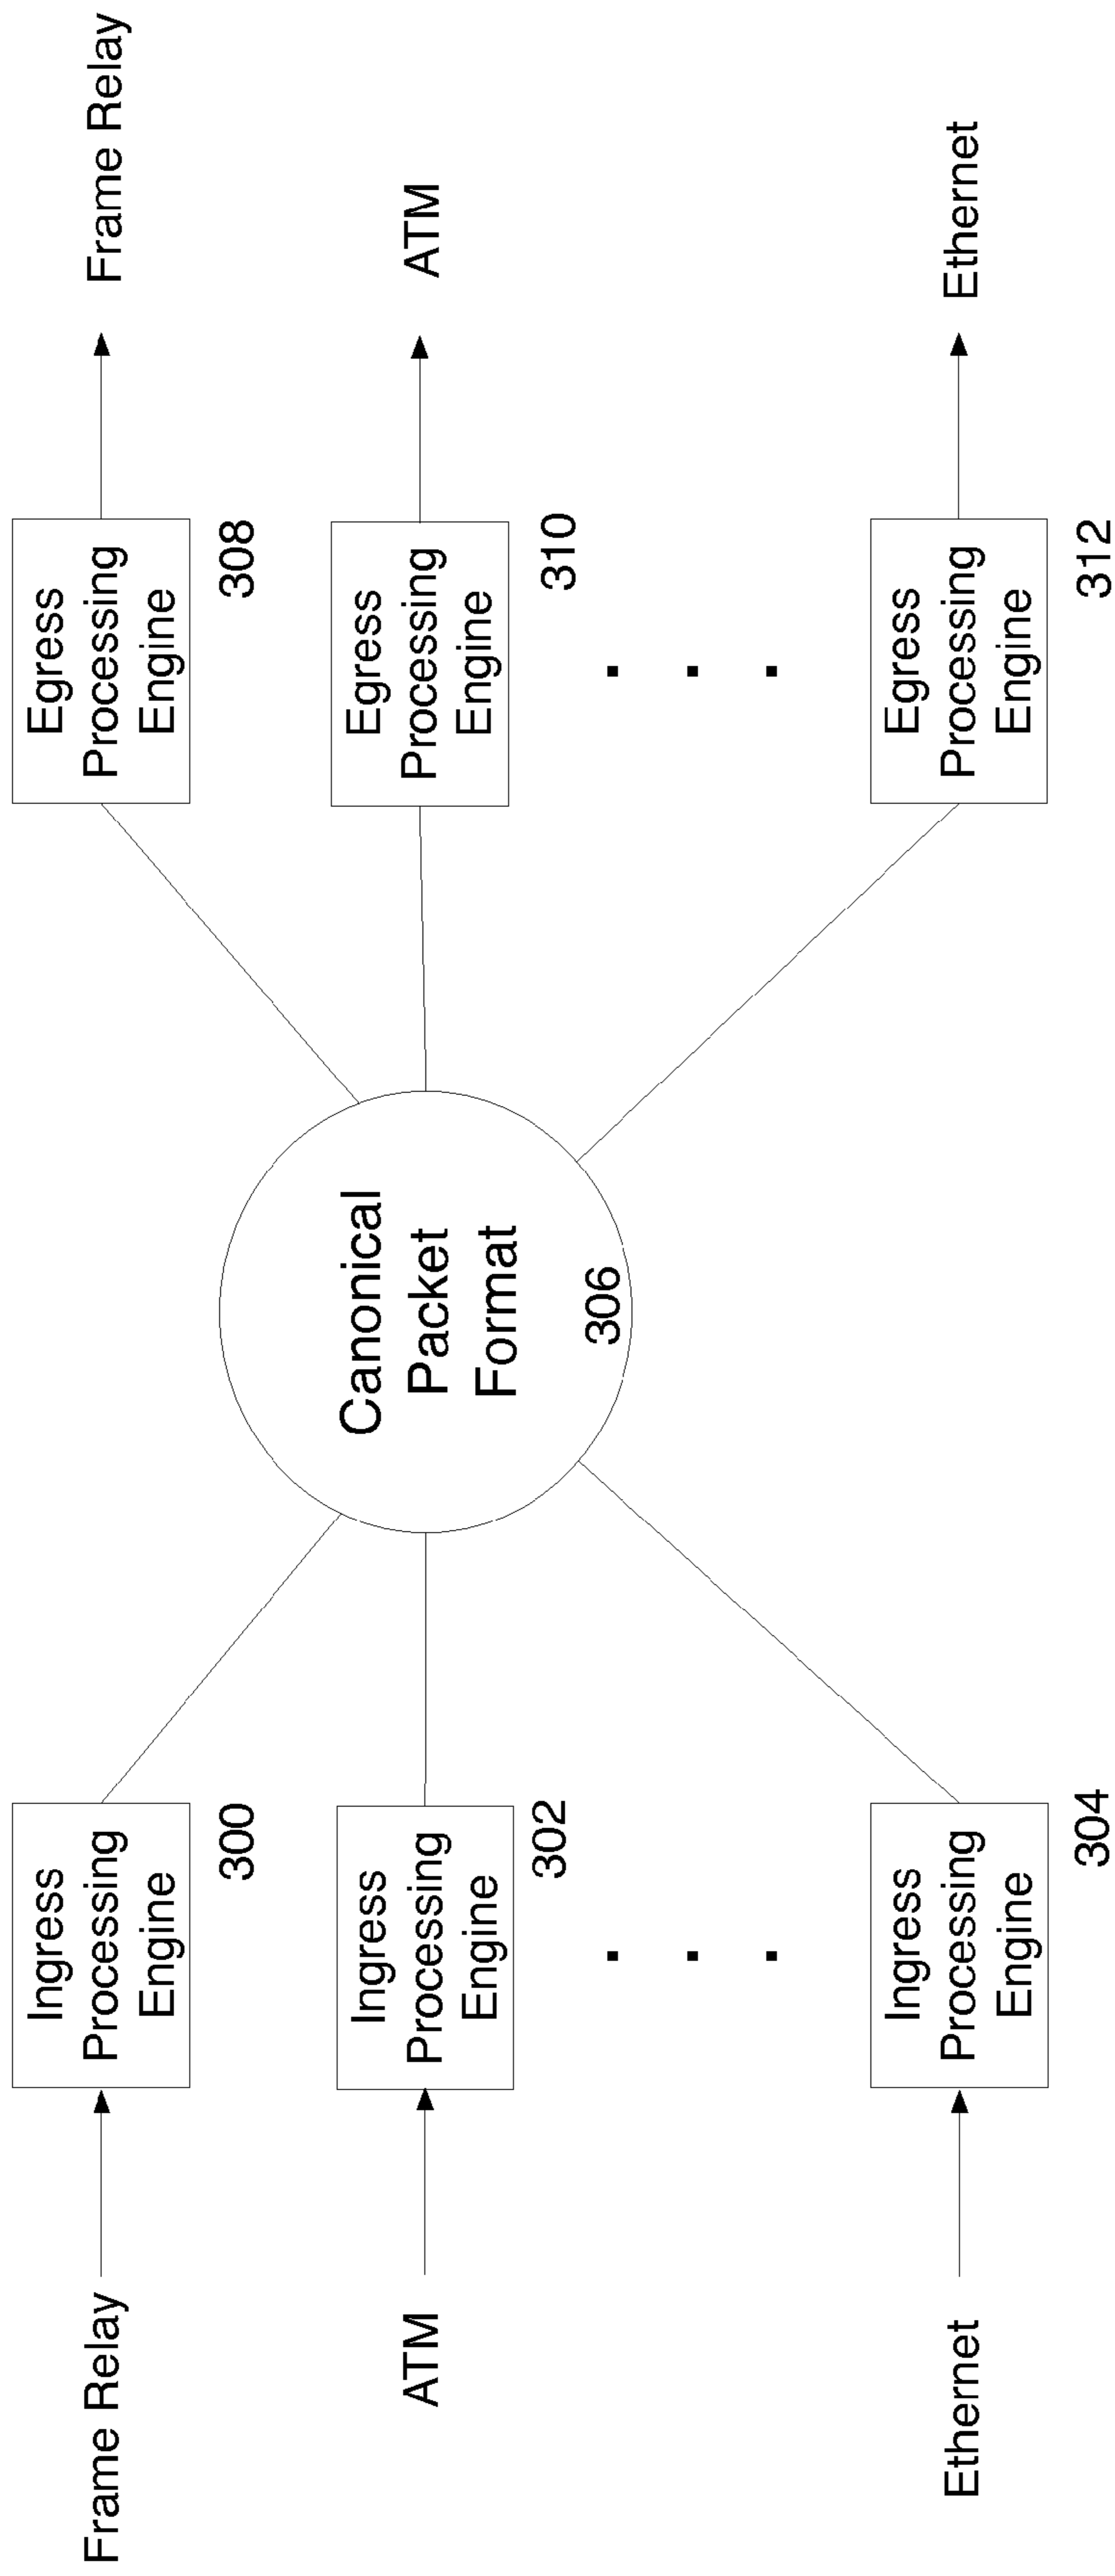 Frame Relay
Ingress
Processing
Engine
300
ATM
Ingress
Processing
Engine
302
. . .
Ethernet
Ingress
Processing
Engine
304
Canonical
Packet
Format
306
Egress
Processing
Engine
308
Frame Relay
Egress
Processing
Engine
310
ATM
. . .
Egress
Processing
Engine
312
Ethernet